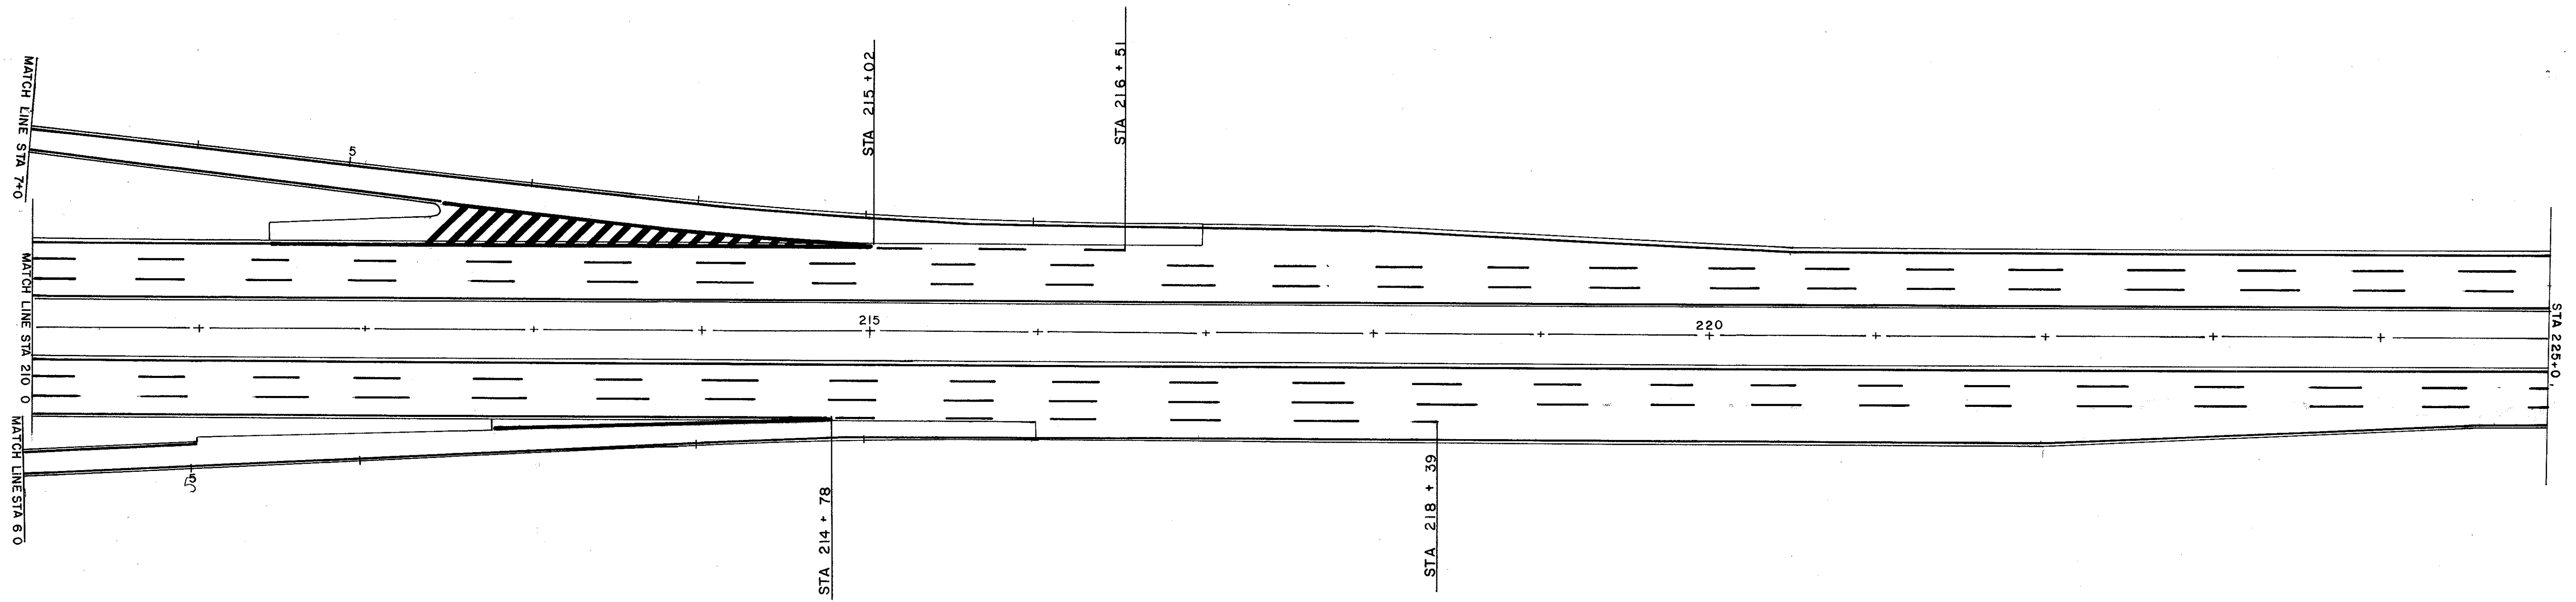 MATCH LINE STA 7+0
5
STA 215+02
STA 216 + 51
MATCH LINE STA 210 0
215
220
STA 225+0
MATCH LINE STA 6 0
5
5
STA 214 + 78
STA 218 + 39